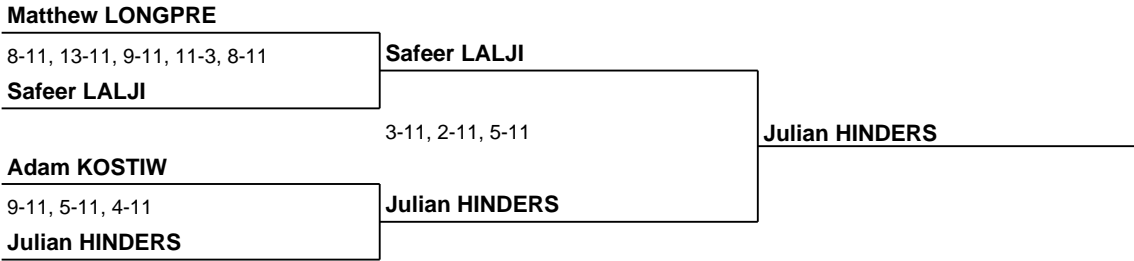 Matthew LONGPRE
8-11, 13-11, 9-11, 11-3, 8-11
Safeer LALJI
Safeer LALJI
3-11, 2-11, 5-11
Julian HINDERS
Adam KOSTIW
9-11, 5-11, 4-11
Julian HINDERS
Julian HINDERS